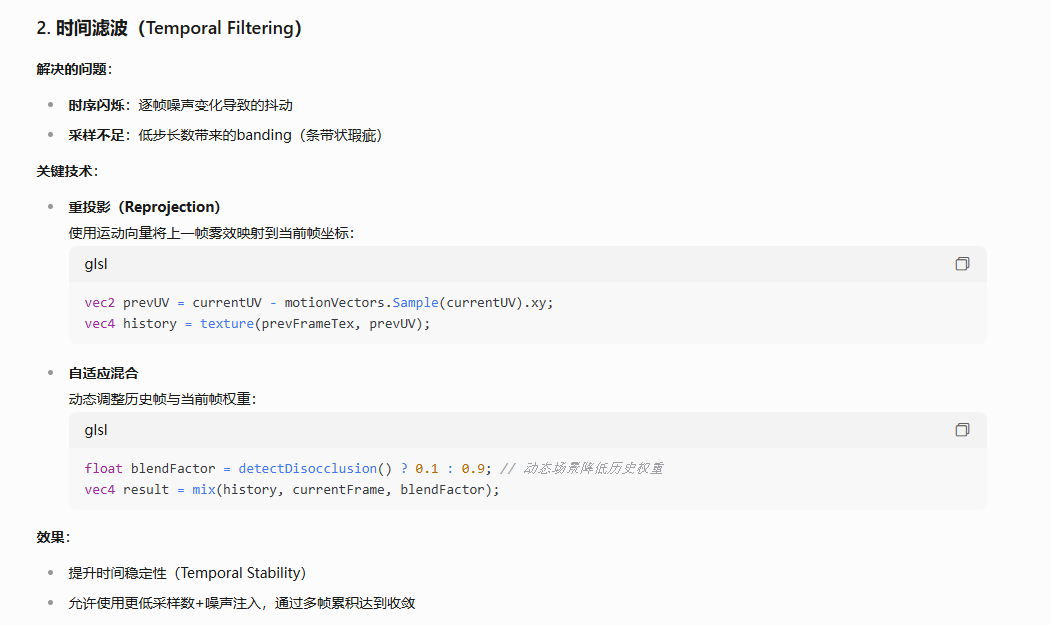 2. 时间滤波（Temporal Filtering）
解决的问题：
时序闪烁：逐帧噪声变化导致的抖动
采样不足：低步长数带来的banding（条带状瑕疵）
关键技术：
重投影（Reprojection）
使用运动向量将上一帧雾效映射到当前帧坐标：
glsl
vec2 prevUV = currentUV - motionVectors.Sample(currentUV).xy;
vec4 history = texture(prevFrameTex, prevUV);
自适应混合
动态调整历史帧与当前帧权重：
glsl
float blendFactor = detectDisocclusion() ? 0.1 : 0.9; // 动态场景降低历史权重
vec4 result = mix(history, currentFrame, blendFactor);
效果：
提升时间稳定性（Temporal Stability）
允许使用更低采样数+噪声注入，通过多帧累积达到收敛